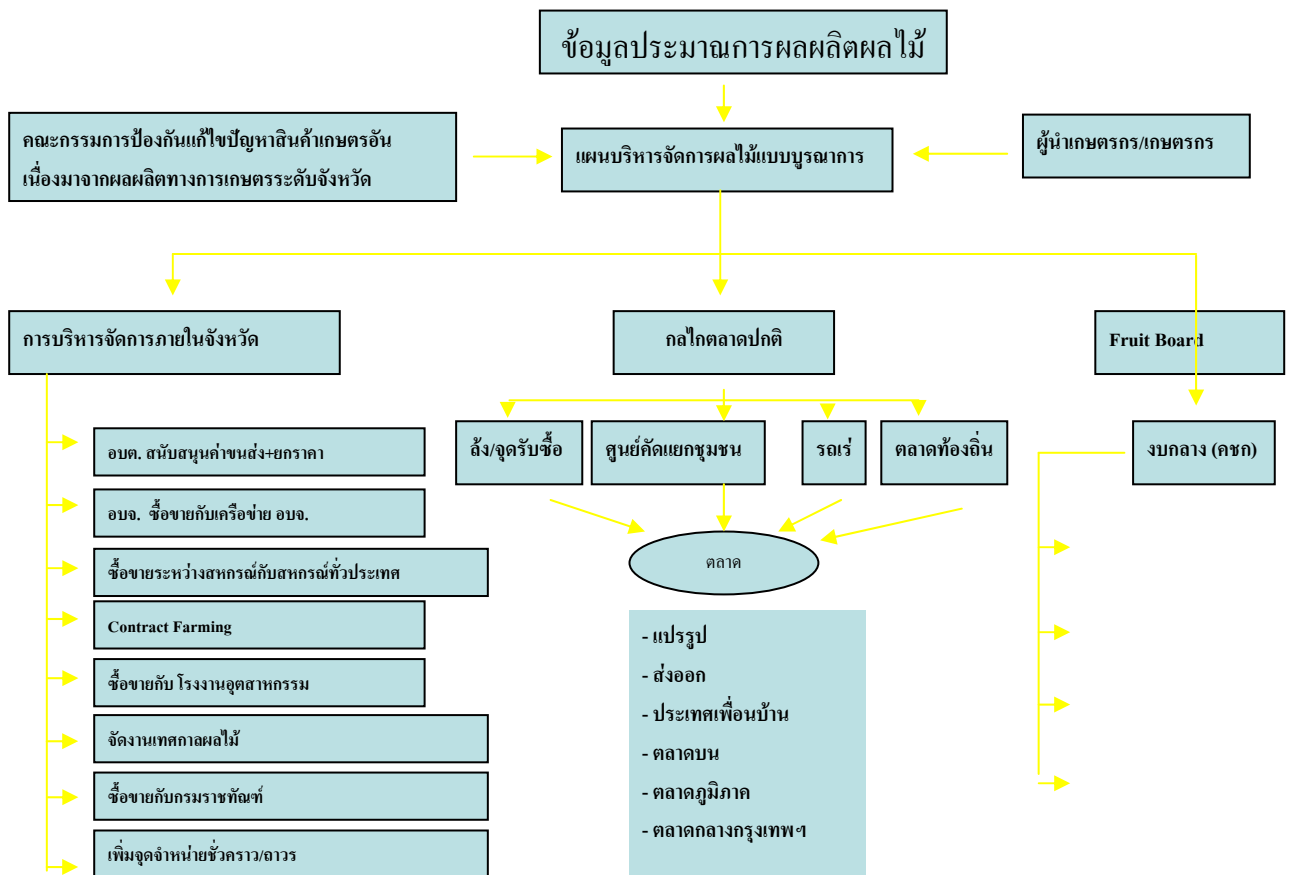 ข้อมูลประมาณการผลผลิตผลไม้
คณะกรรมการป้องกันแก้ไขปัญหาสินค้าเกษตรอัน
เนื่องมาจากผลผลิตทางการเกษตรระดับจังหวัด
แผนบริหารจัดการผลไม้แบบบูรณาการ
ผู้นำเกษตรกร/เกษตรกร
การบริหารจัดการภายในจังหวัด
กลไกตลาดปกติ
Fruit Board
อบต. สนับสนุนค่าขนส่ง+ยกราคา
อบจ. ซื้อขายกับเครือข่าย อบจ.
ซื้อขายระหว่างสหกรณ์กับสหกรณ์ทั่วประเทศ
Contract Farming
ซื้อขายกับ โรงงานอุตสาหกรรม
จัดงานเทศกาลผลไม้
ซื้อขายกับกรมราชทัณฑ์
เพิ่มจุดจำหน่ายชั่วคราว/ถาวร
ล้ง/จุดรับซื้อ
ศูนย์คัดแยกชุมชน
รถเร่
ตลาดท้องถิ่น
ตลาด
- แปรรูป
- ส่งออก
- ประเทศเพื่อนบ้าน
- ตลาดบน
- ตลาดภูมิภาค
- ตลาดกลางกรุงเทพฯ
งบกลาง (คชก)